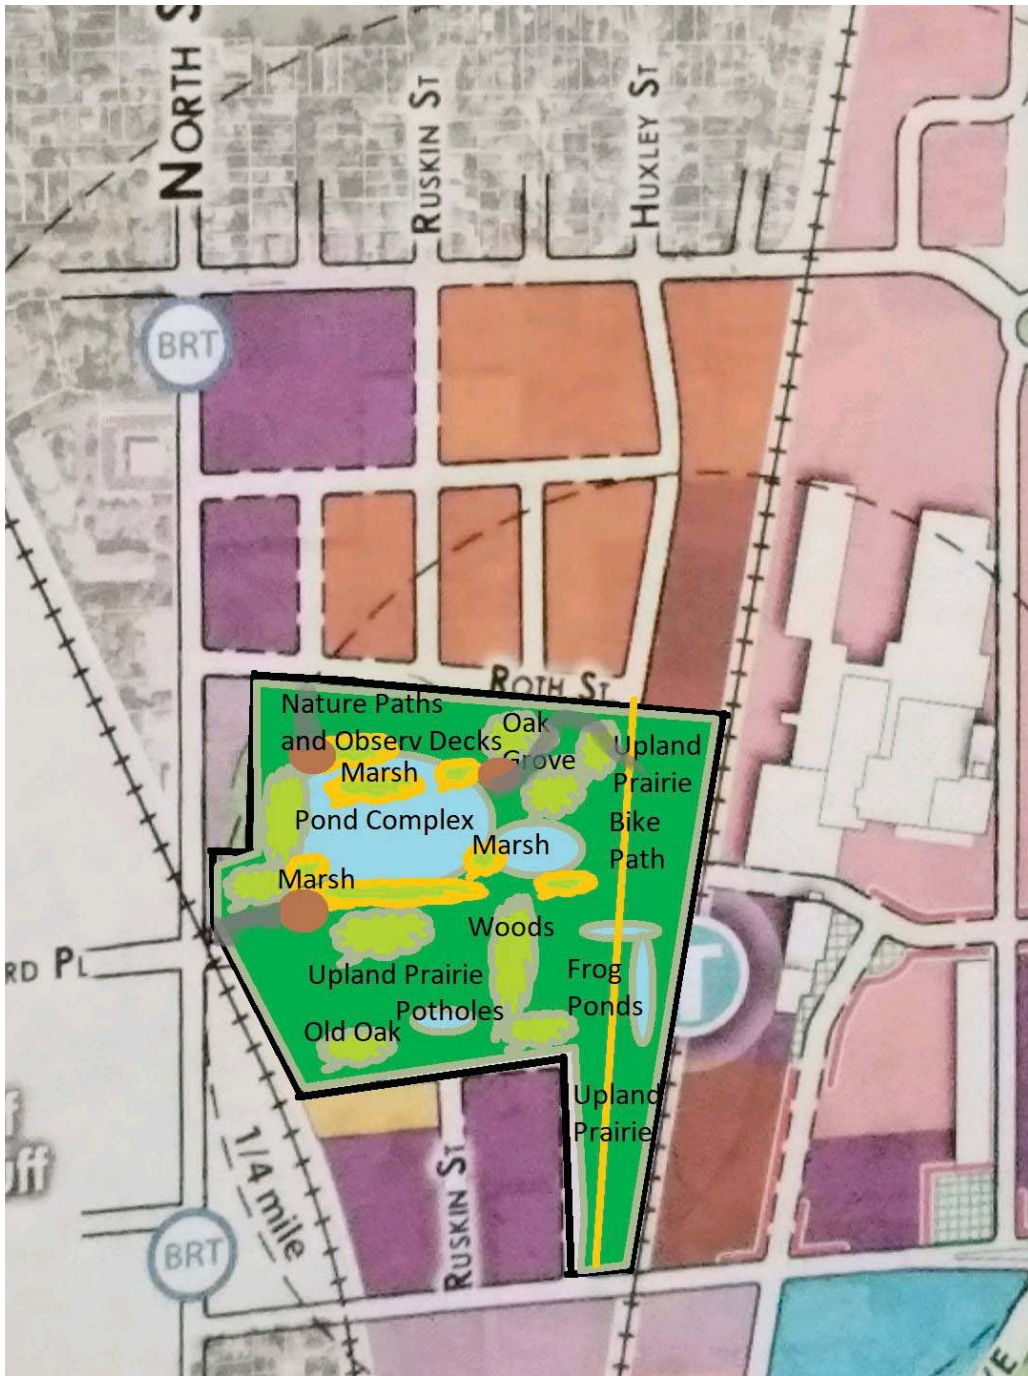 NORTH S
RUSKIN ST
HUXLEY ST
BRT
ROTH ST
Nature Paths
and Observ Decks
Oak
Grove
Upland
Prairie
Marsh
Pond Complex
Bike
Path
Marsh
Marsh
Woods
RD PL
Upland Prairie
Potholes
Frog
Ponds
T
Old Oak
Upland
Prairie
1/4 mile
RUSKIN ST
BRT